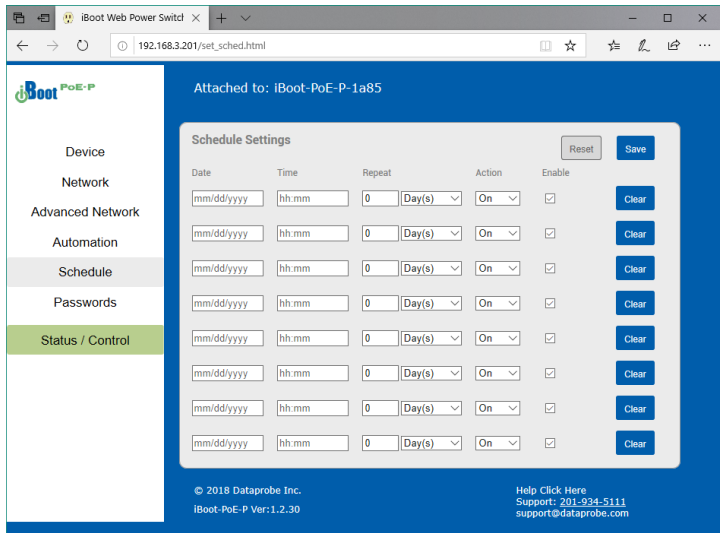 iBoot Web Power Switch
192.168.3.201/set_sched.html
iBoot PoE-P
Attached to: iBoot-PoE-P-1a85
Device
Network
Advanced Network
Automation
Schedule
Passwords
Status / Control
Schedule Settings
Reset
Save
Date Time Repeat Action Enable
mm/dd/yyyy hh:mm 0 Day(s) On Clear
mm/dd/yyyy hh:mm 0 Day(s) On Clear
mm/dd/yyyy hh:mm 0 Day(s) On Clear
mm/dd/yyyy hh:mm 0 Day(s) On Clear
mm/dd/yyyy hh:mm 0 Day(s) On Clear
mm/dd/yyyy hh:mm 0 Day(s) On Clear
mm/dd/yyyy hh:mm 0 Day(s) On Clear
mm/dd/yyyy hh:mm 0 Day(s) On Clear
© 2018 Dataprobe Inc.
iBoot-PoE-P Ver:1.2.30
Help Click Here
Support: 201-934-5111
support@dataprobe.com